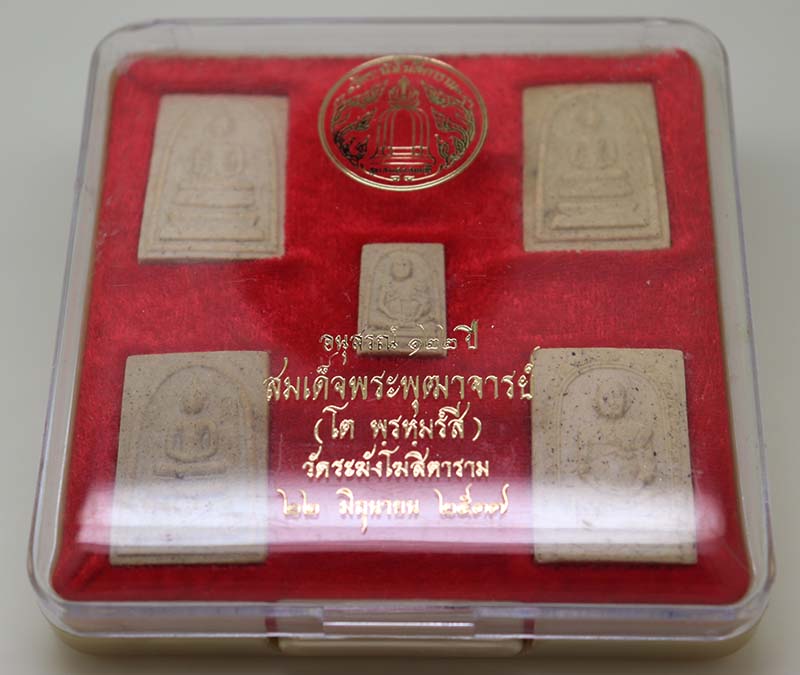 อนุสรณ์ ๑๒๒ ปี
สมเด็จพระพุฒาจารย์
(โต พรหฺมรํสี)
วัดระฆังโฆสิตาราม
๒๒ มิถุนายน ๒๕๓๗